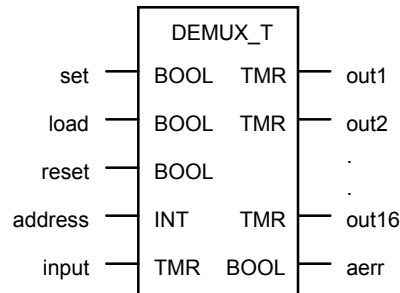 DEMUX_T
set BOOL TMR out1
load BOOL TMR out2
reset BOOL .
.
address INT TMR out16
input TMR BOOL aerr